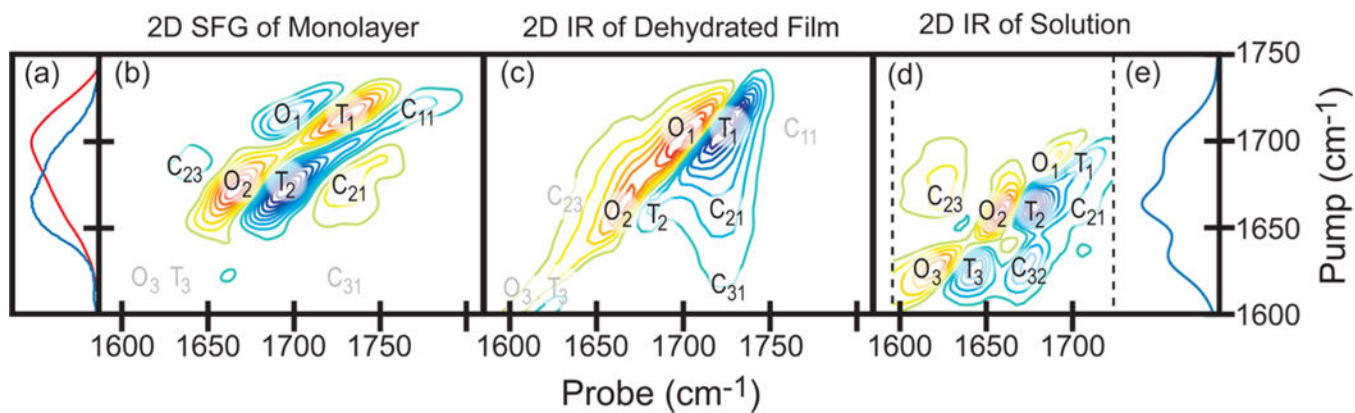 2D SFG of Monolayer 2D IR of Dehydrated Film 2D IR of Solution
(a) (b) (c) (d) (e) 1750
O1 T1 C11 O1 T1 C11 O1 T1
C23 O2 T2 C21 C23 O2 T2 C21 C23 O2 T2 C21 1700
O3 T3 C31 O3 T3 C31 O3 T3 C32 1650
1600
Pump (cm-1)
1600 1650 1700 1750 1600 1650 1700 1750 1600 1650 1700
Probe (cm-1)